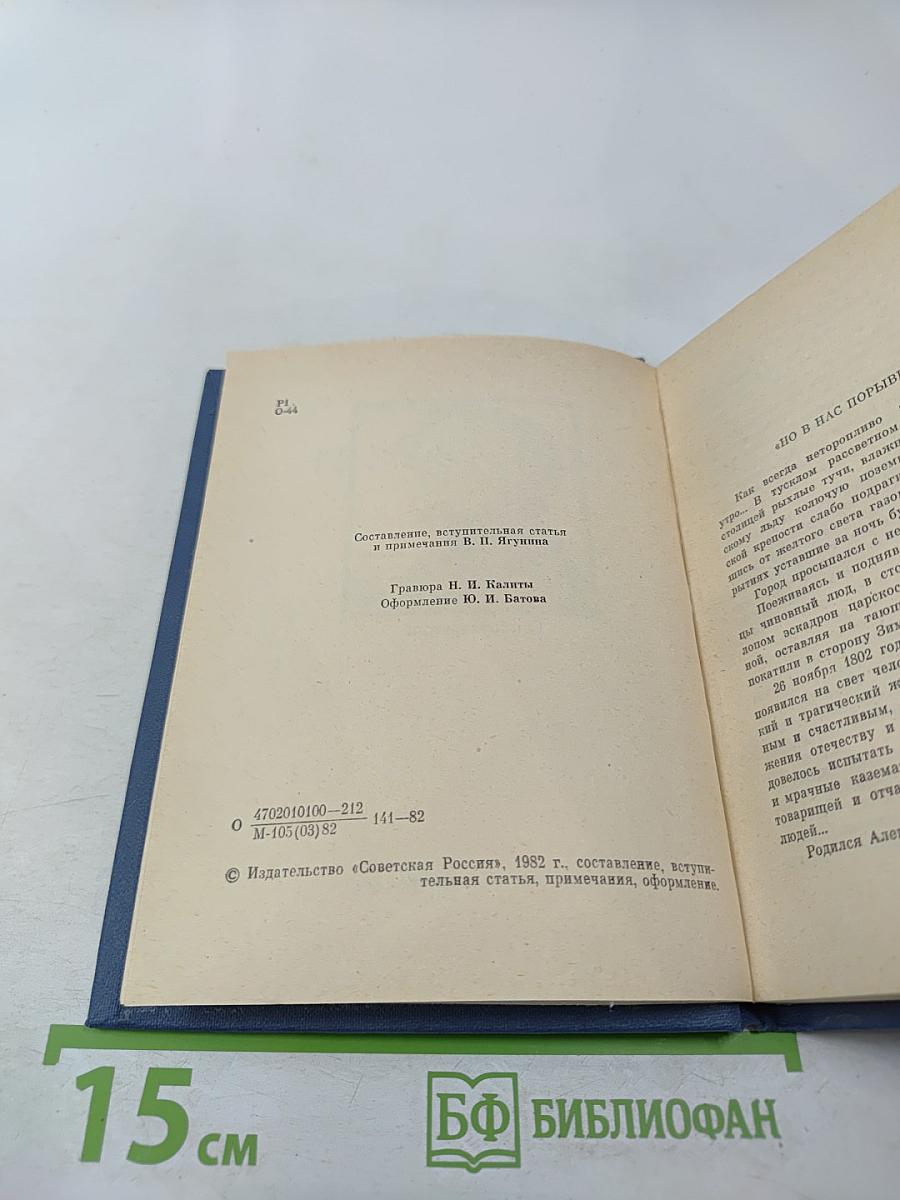 Р1
О-44
Составление, вступительная статья
и примечания В. П. Ягунина
Гравюра Н. И. Калиты
Оформление Ю. И. Батова
О 4702010100—212 141—82
М-105(03)82
© Издательство «Советская Россия», 1982 г., составление, вступи-
тельная статья, примечания, оформление.
«НО В НАС ПОРЫВ
Как всегда неторопливо
утро... В тусклом рассветном
столицей рыхлые тучи, влажн
скому льду колючую позем
ской крепости слабо подраги
шись от желтого света газо
рытиях уставшие за ночь бу
Город просыпался с не
Поеживаясь и подняв
цы чиновный люд, в сто
лопом эскадрон царско
ной, оставляя на таю
покатили в сторону Зим
26 ноября 1802 год
появился на свет чело
кий и трагический ж
ным и счастливым,
жения отечеству и
довелось испытать
и мрачные казема
товарищей и отча
людей...
Родился Але
15 см
БФ БИБЛИОФАН